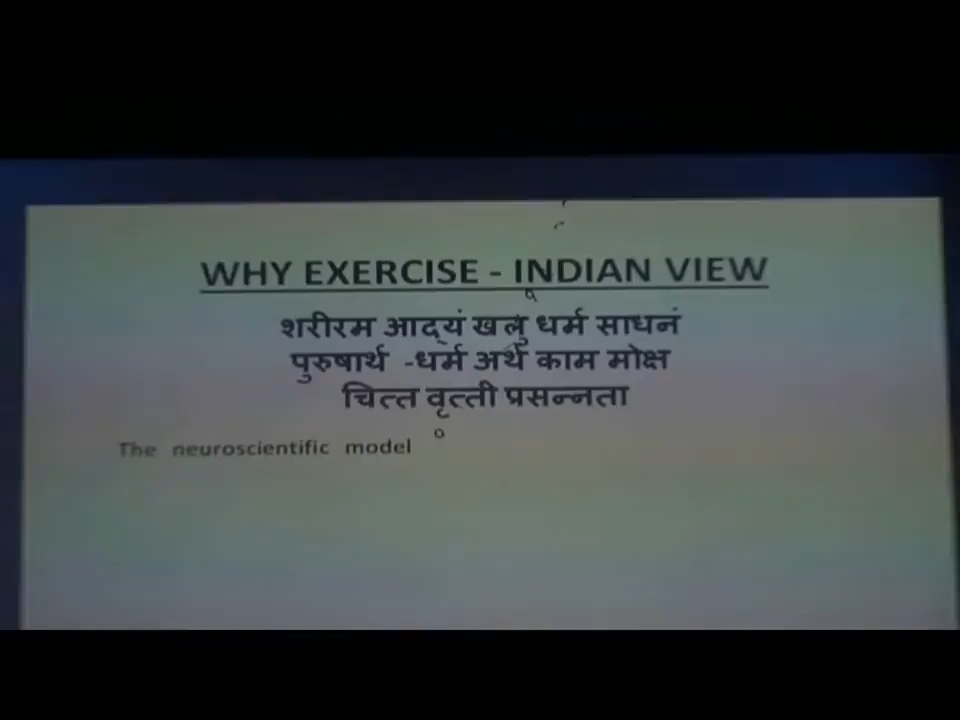 WHY EXERCISE - INDIAN VIEW
शरीरम आद्यं खलु धर्म साधनं
पुरुषार्थ -धर्म अर्थ काम मोक्ष
चित्त वृत्ती प्रसन्नता
The neuroscientific model